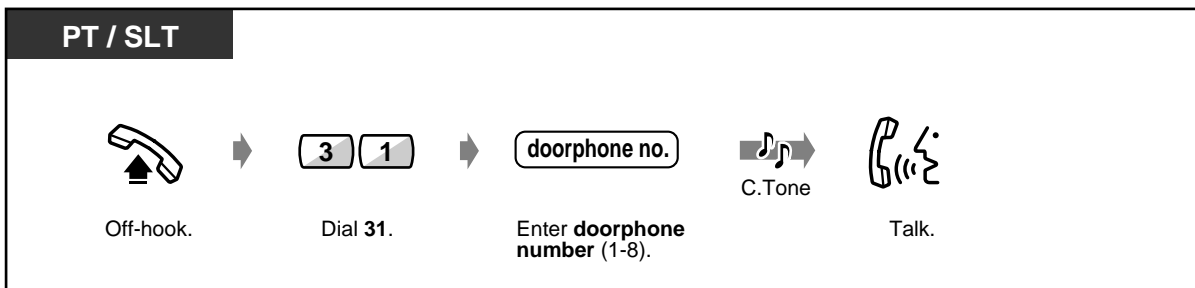 PT / SLT
3 1
doorphone no.
C.Tone
Off-hook.
Dial 31.
Enter doorphone
number (1-8).
Talk.